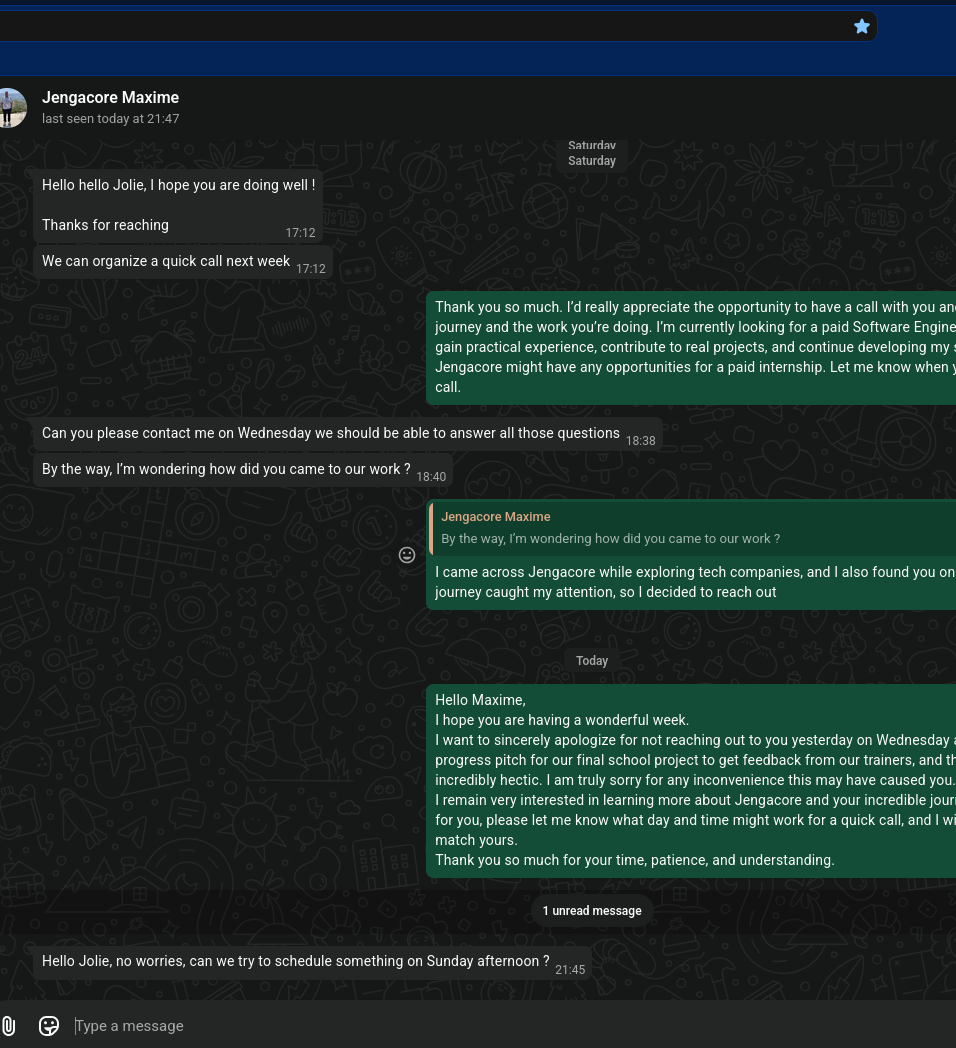 Jengacore Maxime
last seen today at 21:47
Saturday
Saturday
Hello hello Jolie, I hope you are doing well !
Thanks for reaching
17:12
We can organize a quick call next week 17:12
Thank you so much. I’d really appreciate the opportunity to have a call with you an
journey and the work you’re doing. I’m currently looking for a paid Software Engine
gain practical experience, contribute to real projects, and continue developing my s
Jengacore might have any opportunities for a paid internship. Let me know when y
call.
Can you please contact me on Wednesday we should be able to answer all those questions 18:38
By the way, I’m wondering how did you came to our work ? 18:40
Jengacore Maxime
By the way, I’m wondering how did you came to our work ?
I came across Jengacore while exploring tech companies, and I also found you on
journey caught my attention, so I decided to reach out
Today
Hello Maxime,
I hope you are having a wonderful week.
I want to sincerely apologize for not reaching out to you yesterday on Wednesday a
progress pitch for our final school project to get feedback from our trainers, and th
incredibly hectic. I am truly sorry for any inconvenience this may have caused you.
I remain very interested in learning more about Jengacore and your incredible jour
for you, please let me know what day and time might work for a quick call, and I wi
match yours.
Thank you so much for your time, patience, and understanding.
1 unread message
Hello Jolie, no worries, can we try to schedule something on Sunday afternoon ? 21:45
Type a message